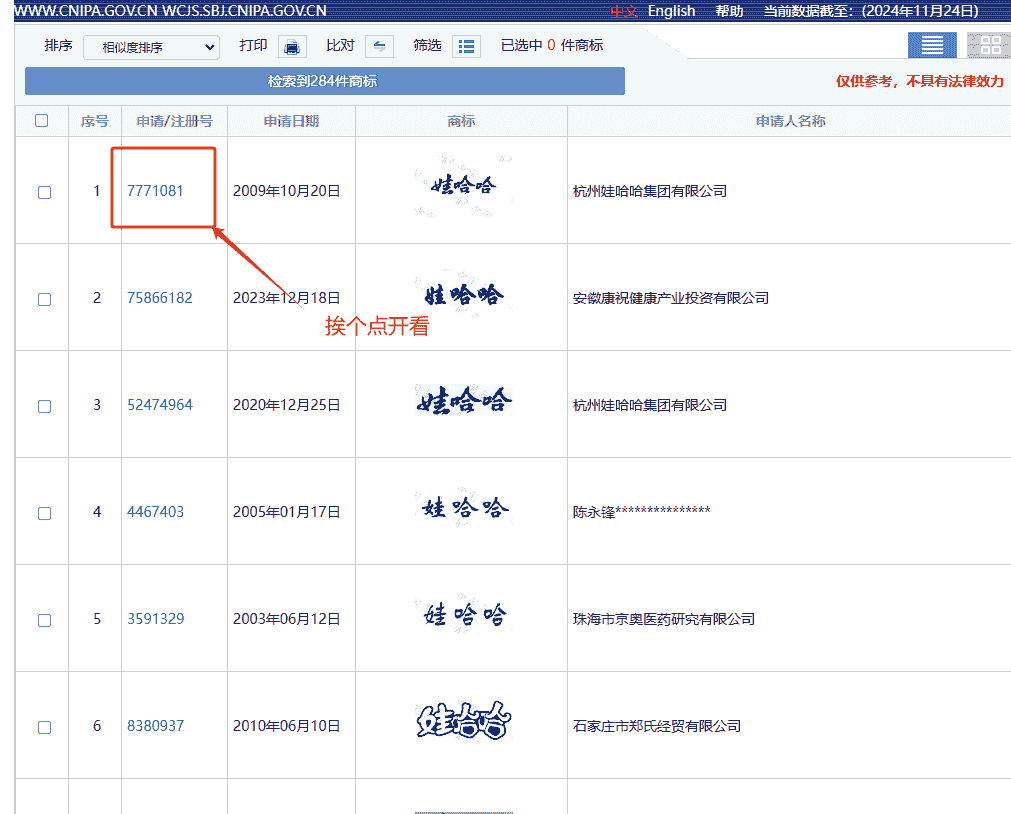 WWW.CNIPA.GOV.CN WCJS.SBJ.CNIPA.GOV.CN 中文 English 帮助 当前数据截至：(2024年11月24日)
排序 相似度排序 打印 比对 筛选 已选中 0 件商标
检索到284件商标 仅供参考，不具有法律效力
序号 申请/注册号 申请日期 商标 申请人名称
1 7771081 2009年10月20日 娃哈哈 杭州娃哈哈集团有限公司
2 75866182 2023年12月18日 娃哈哈 安徽康祝健康产业投资有限公司
挨个点开看
3 52474964 2020年12月25日 娃哈哈 杭州娃哈哈集团有限公司
4 4467403 2005年01月17日 娃哈哈 陈永锋***************
5 3591329 2003年06月12日 娃哈哈 珠海市京奥医药研究有限公司
6 8380937 2010年06月10日 娃哈哈 石家庄市郑氏经贸有限公司